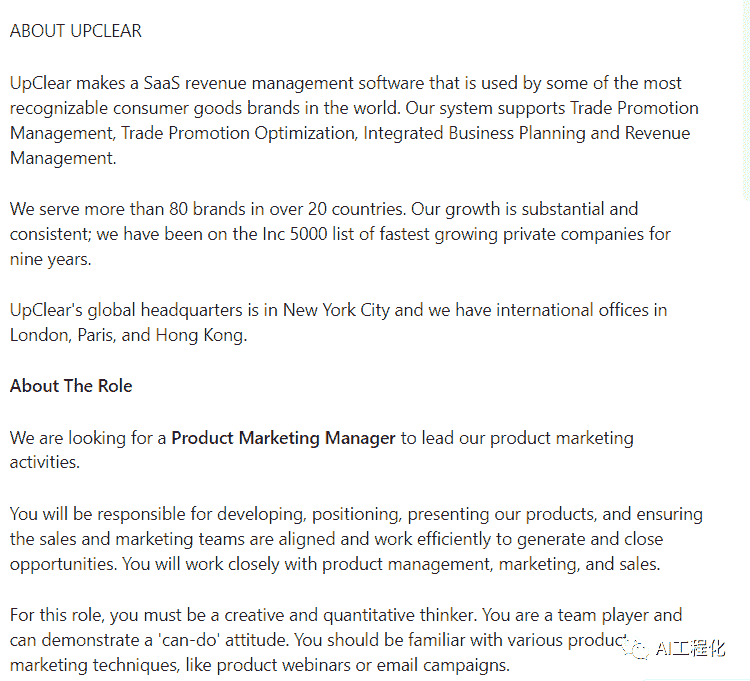 ABOUT UPCLEAR
UpClear makes a SaaS revenue management software that is used by some of the most
recognizable consumer goods brands in the world. Our system supports Trade Promotion
Management, Trade Promotion Optimization, Integrated Business Planning and Revenue
Management.
We serve more than 80 brands in over 20 countries. Our growth is substantial and
consistent; we have been on the Inc 5000 list of fastest growing private companies for
nine years.
UpClear's global headquarters is in New York City and we have international offices in
London, Paris, and Hong Kong.
About The Role
We are looking for a Product Marketing Manager to lead our product marketing
activities.
You will be responsible for developing, positioning, presenting our products, and ensuring
the sales and marketing teams are aligned and work efficiently to generate and close
opportunities. You will work closely with product management, marketing, and sales.
For this role, you must be a creative and quantitative thinker. You are a team player and
can demonstrate a 'can-do' attitude. You should be familiar with various product
marketing techniques, like product webinars or email campaigns.
AI工程化